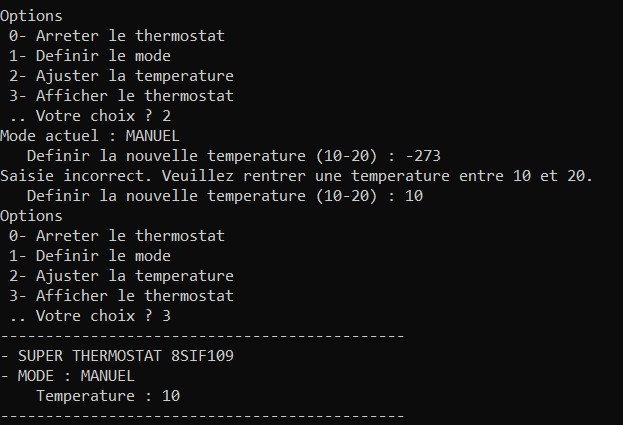 Options
 0- Arreter le thermostat
 1- Definir le mode
 2- Ajuster la temperature
 3- Afficher le thermostat
 .. Votre choix ? 2
Mode actuel : MANUEL
   Definir la nouvelle temperature (10-20) : -273
Saisie incorrect. Veuillez rentrer une temperature entre 10 et 20.
   Definir la nouvelle temperature (10-20) : 10
Options
 0- Arreter le thermostat
 1- Definir le mode
 2- Ajuster la temperature
 3- Afficher le thermostat
 .. Votre choix ? 3
---------------------------------------------
- SUPER THERMOSTAT 8SIF109
- MODE : MANUEL
    Temperature : 10
---------------------------------------------